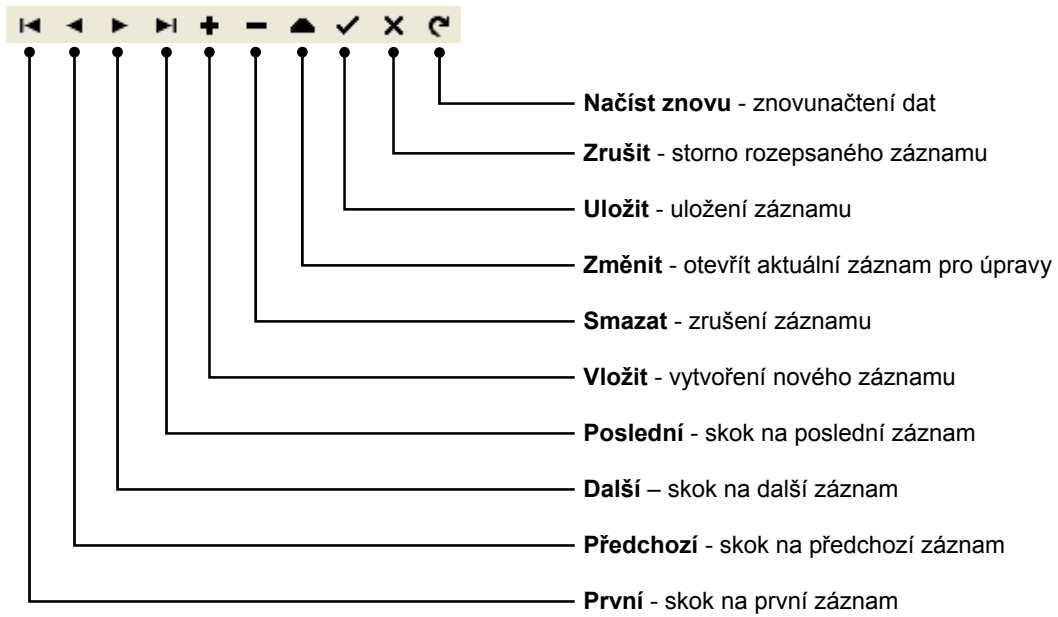 Načíst znovu - znovunačtení dat
Zrušit - storno rozepsaného záznamu
Uložit - uložení záznamu
Změnit - otevřít aktuální záznam pro úpravy
Smazat - zrušení záznamu
Vložit - vytvoření nového záznamu
Poslední - skok na poslední záznam
Další – skok na další záznam
Předchozí - skok na předchozí záznam
První - skok na první záznam